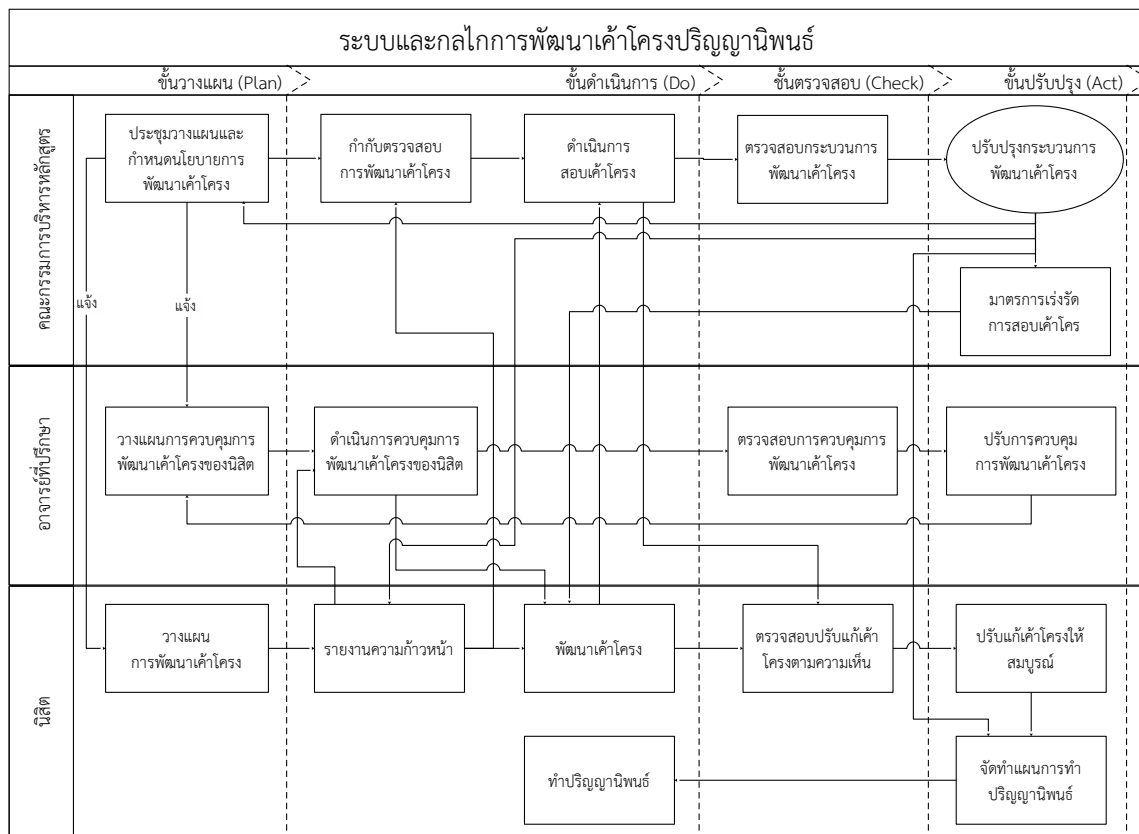 ระบบและกลไกการพัฒนาเค้าโครงปริญญานิพนธ์
ขั้นวางแผน (Plan)
ขั้นดำเนินการ (Do)
ขั้นตรวจสอบ (Check)
ขั้นปรับปรุง (Act)
คณะกรรมการบริหารหลักสูตร
ประชุมวางแผนและ
กำหนดนโยบายการ
พัฒนาเค้าโครง
กำกับตรวจสอบ
การพัฒนาเค้าโครง
ดำเนินการ
สอบเค้าโครง
ตรวจสอบกระบวนการ
พัฒนาเค้าโครง
ปรับปรุงกระบวนการ
พัฒนาเค้าโครง
แจ้ง
แจ้ง
มาตรการเร่งรัด
การสอบเค้าโคร
อาจารย์ที่ปรึกษา
วางแผนการควบคุมการ
พัฒนาเค้าโครงของนิสิต
ดำเนินการควบคุมการ
พัฒนาเค้าโครงของนิสิต
ตรวจสอบการควบคุมการ
พัฒนาเค้าโครง
ปรับการควบคุม
การพัฒนาเค้าโครง
นิสิต
วางแผน
การพัฒนาเค้าโครง
รายงานความก้าวหน้า
พัฒนาเค้าโครง
ตรวจสอบปรับแก้เค้า
โครงตามความเห็น
ปรับแก้เค้าโครงให้
สมบูรณ์
ทำปริญญานิพนธ์
จัดทำแผนการทำ
ปริญญานิพนธ์